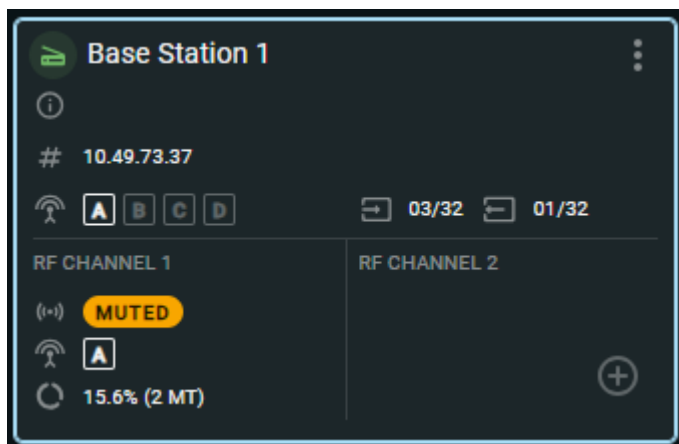 Base Station 1
# 10.49.73.37
A B C D 03/32 01/32
RF CHANNEL 1 RF CHANNEL 2
MUTED
A
15.6% (2 MT)